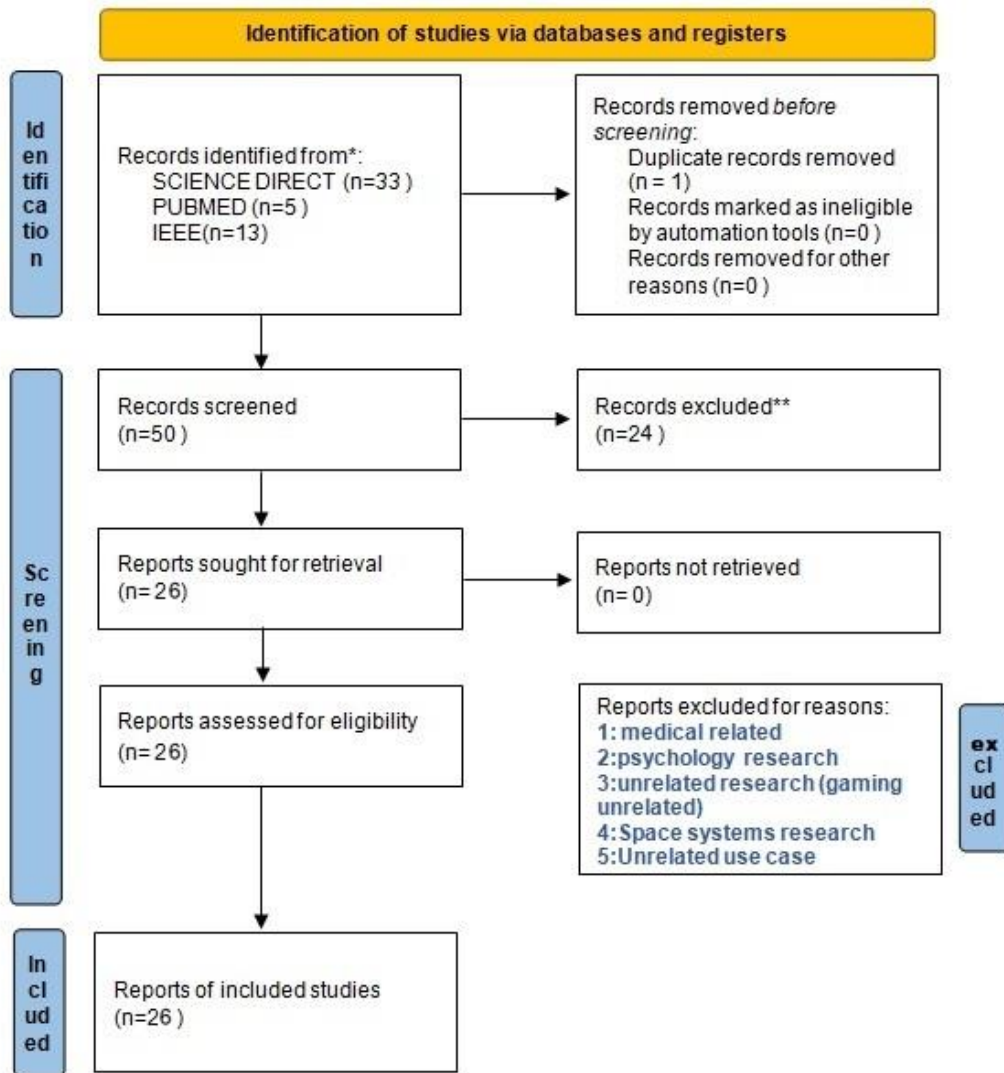 Identification of studies via databases and registers
Id
en
tifi
ca
tio
n
Records identified from*:
SCIENCE DIRECT (n=33 )
PUBMED (n=5 )
IEEE(n=13)
Records removed before
screening:
Duplicate records removed
(n = 1)
Records marked as ineligible
by automation tools (n=0 )
Records removed for other
reasons (n=0 )
Sc
re
en
in
g
Records screened
(n=50 )
Records excluded**
(n=24 )
Reports sought for retrieval
(n= 26)
Reports not retrieved
(n= 0)
Reports assessed for eligibility
(n= 26)
Reports excluded for reasons:
1: medical related
2:psychology research
3:unrelated research (gaming
unrelated)
4:Space systems research
5:Unrelated use case
ex
cl
ud
ed
In
cl
ud
ed
Reports of included studies
(n=26 )